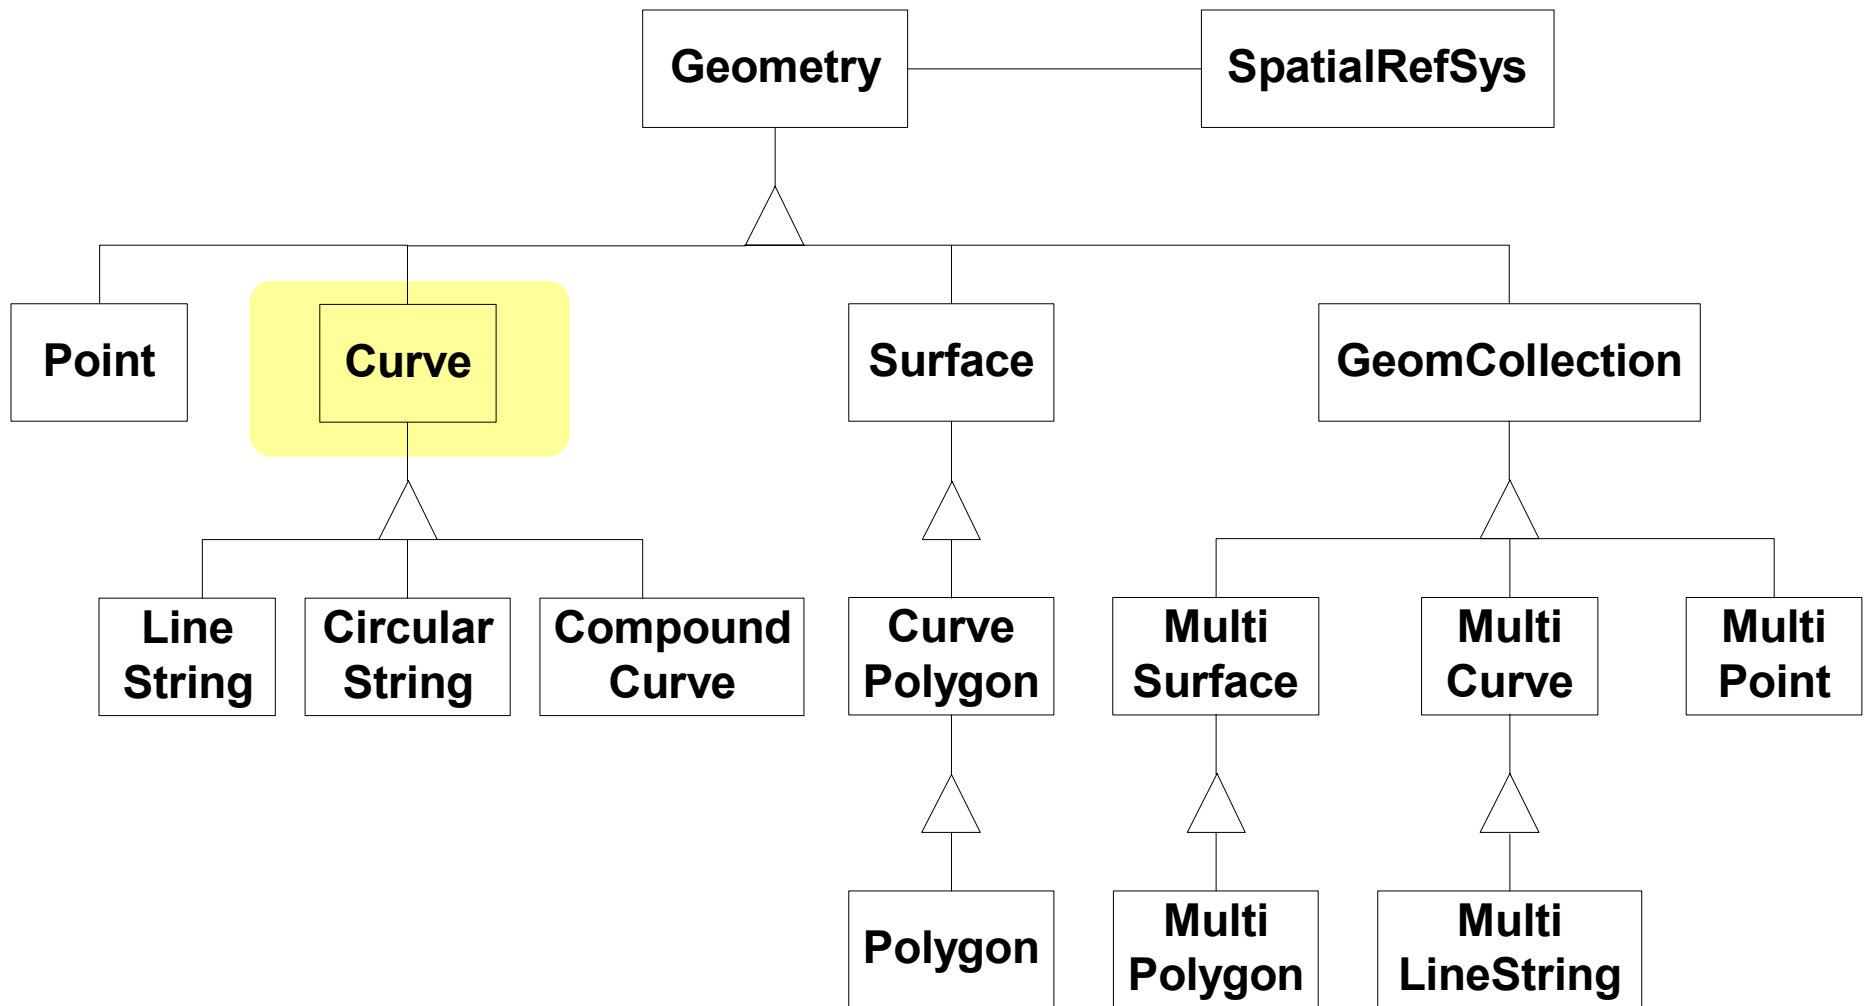 Geometry
SpatialRefSys
Point
Curve
Surface
GeomCollection
Line
String
Circular
String
Compound
Curve
Curve
Polygon
Multi
Surface
Multi
Curve
Multi
Point
Polygon
Multi
Polygon
Multi
LineString